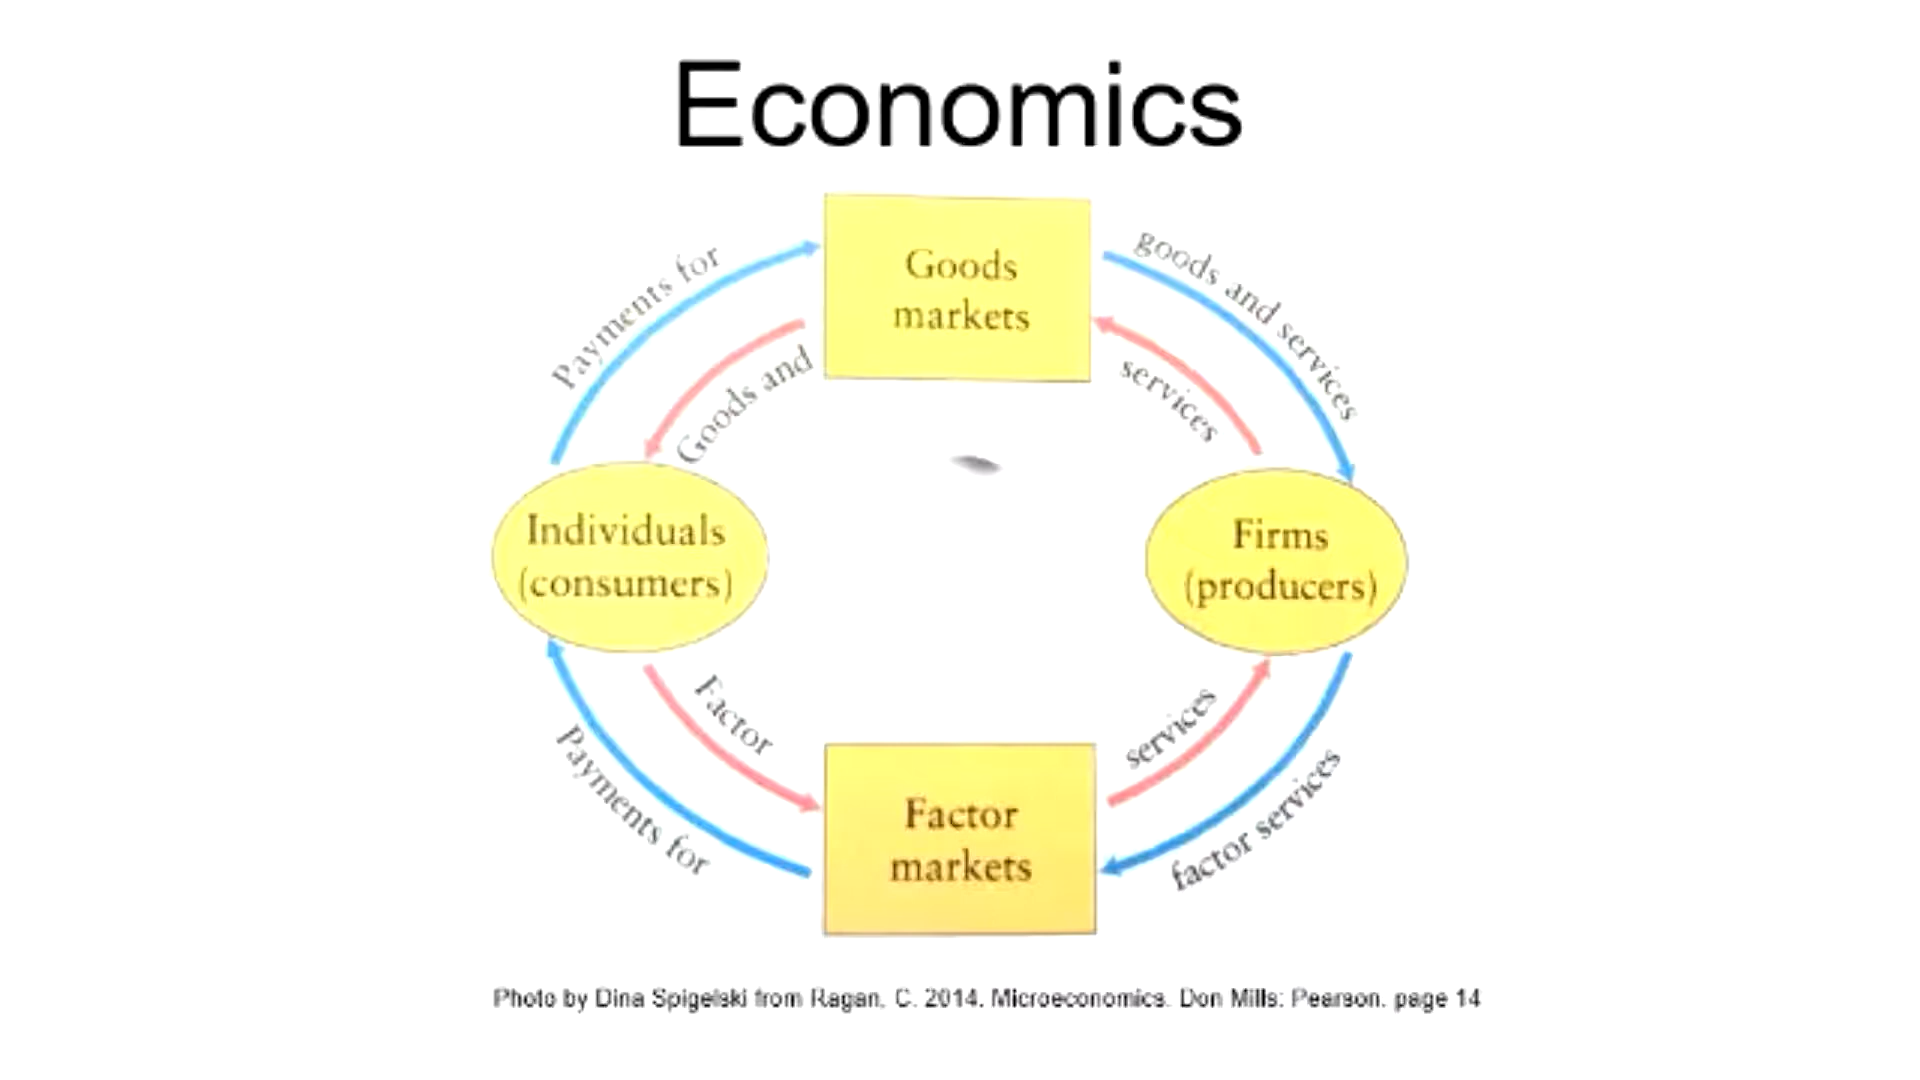 Economics
Goods
markets
Payments for
goods and services
Goods and
services
Individuals
(consumers)
Firms
(producers)
Factor
services
Payments for
factor services
Factor
markets
Photo by Dina Spigelski from Ragan, C. 2014. Microeconomics. Don Mills: Pearson. page 14